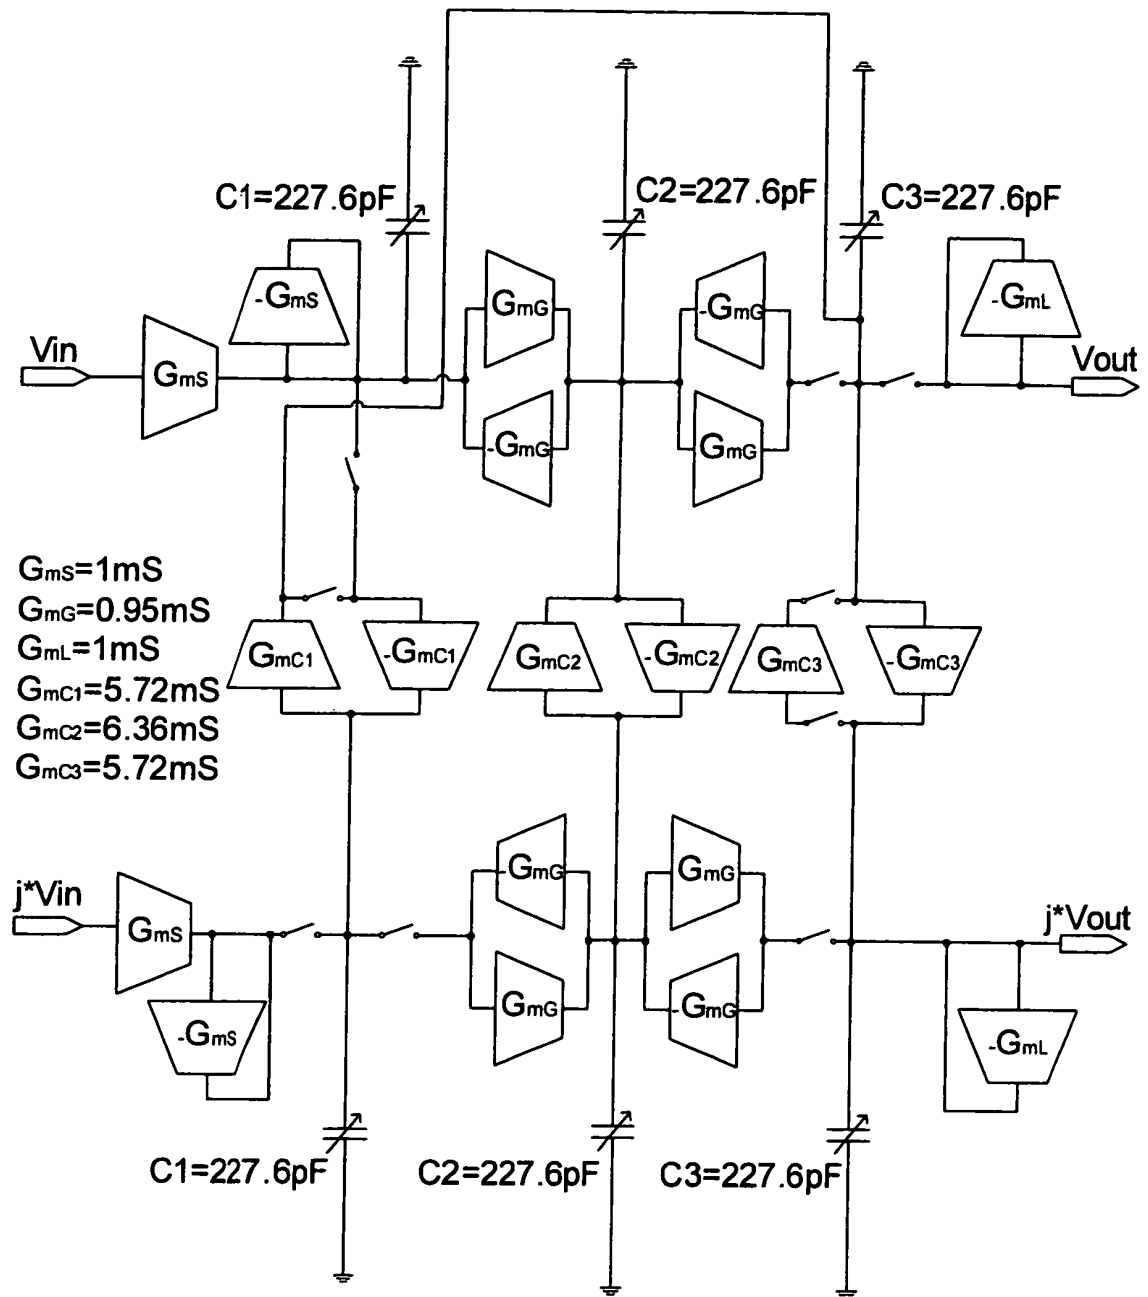 C1=227.6pF
C2=227.6pF
C3=227.6pF
-GmS
GmG
-GmG
-GmL
Vin
GmS
Vout
-GmG
GmG
GmS=1mS
GmG=0.95mS
GmL=1mS
GmC1=5.72mS
GmC2=6.36mS
GmC3=5.72mS
GmC1
-GmC1
GmC2
-GmC2
GmC3
-GmC3
j*Vin
GmS
-GmG
GmG
j*Vout
-GmS
GmG
-GmG
-GmL
C1=227.6pF
C2=227.6pF
C3=227.6pF